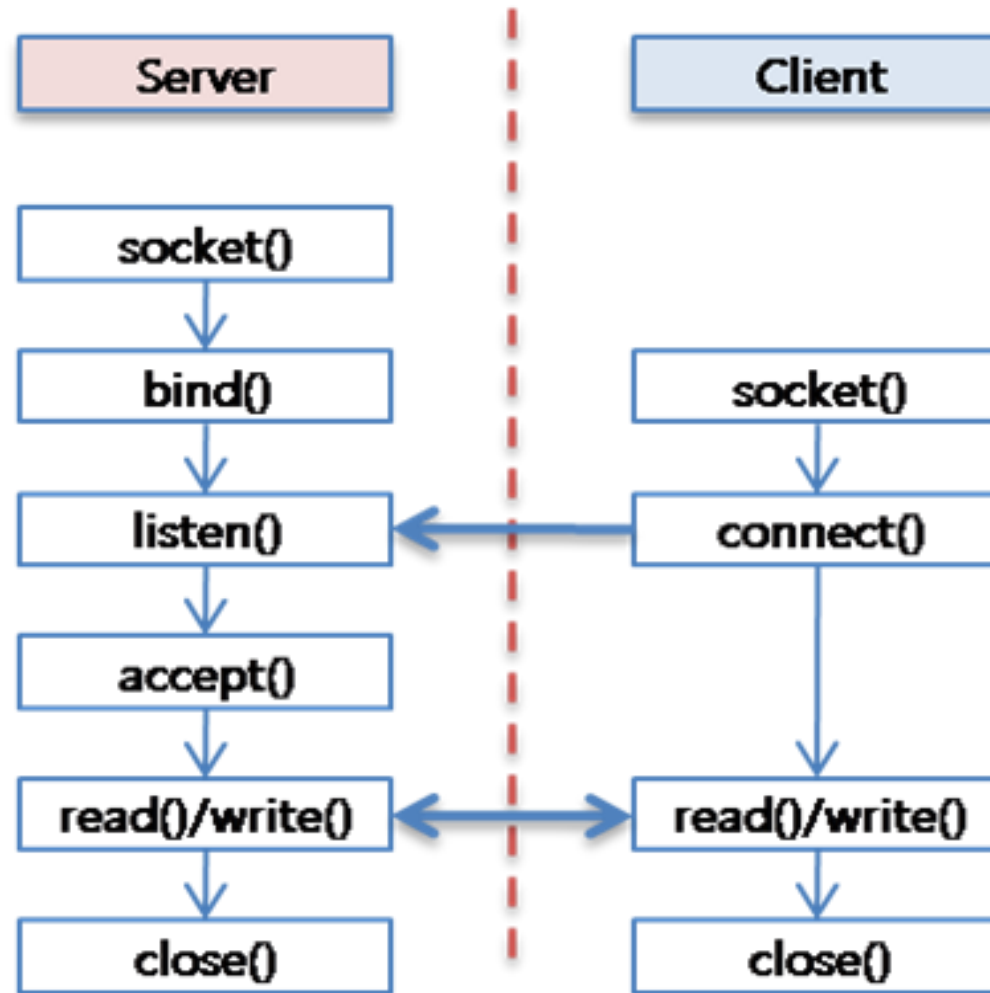 Server
Client
socket()
bind()
socket()
listen()
connect()
accept()
read()/write()
read()/write()
close()
close()